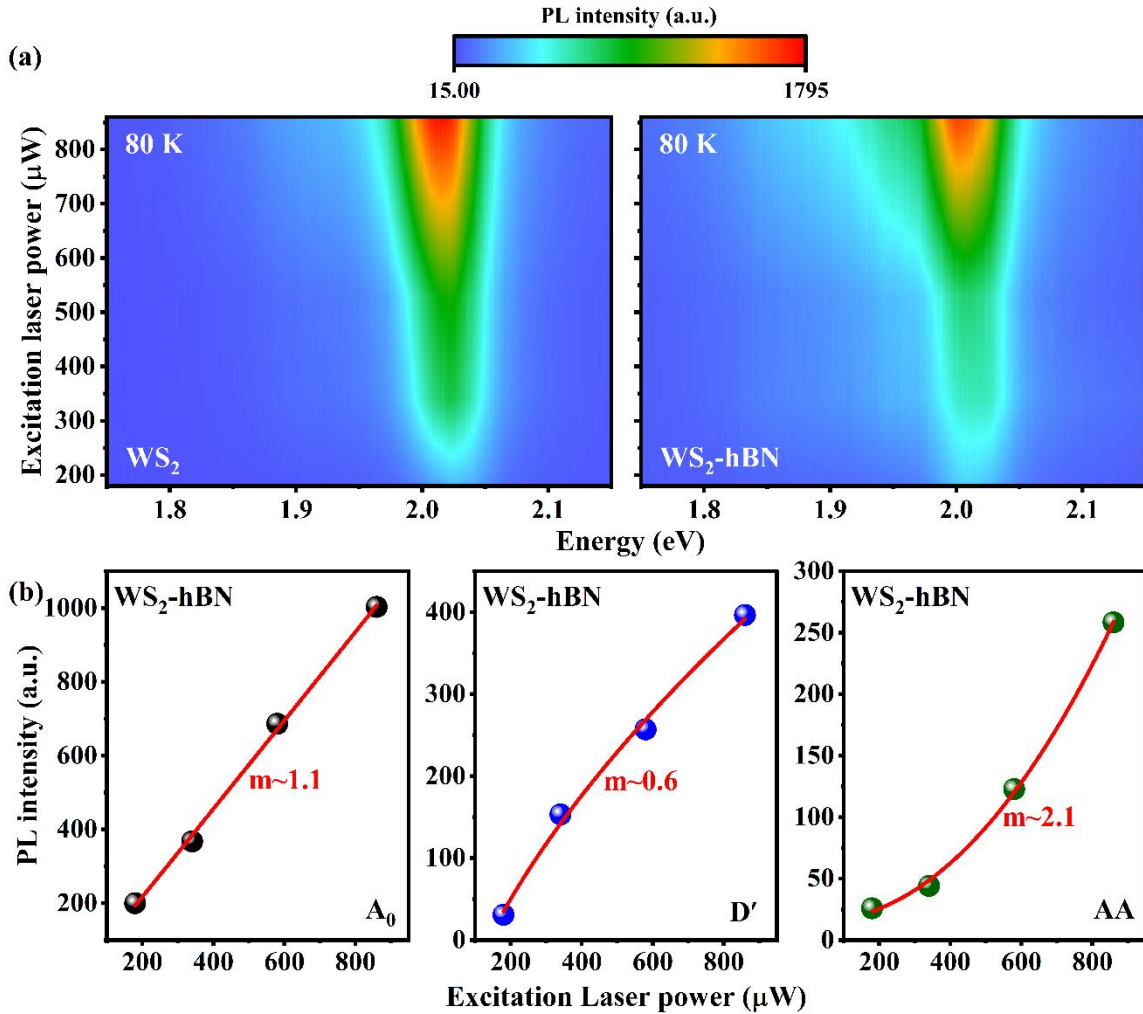 PL intensity (a.u.)
15.00 1795
(a)
Excitation laser power (μW)
800
700
600
500
400
300
200
80 K
WS₂
80 K
WS₂-hBN
1.8 1.9 2.0 2.1
1.8 1.9 2.0 2.1
Energy (eV)
(b)
PL intensity (a.u.)
1000
800
600
400
200
WS₂-hBN
m~1.1
A₀
200 400 600 800
400
300
200
100
0
WS₂-hBN
m~0.6
D′
200 400 600 800
300
250
200
150
100
50
0
WS₂-hBN
m~2.1
AA
200 400 600 800
Excitation Laser power (μW)